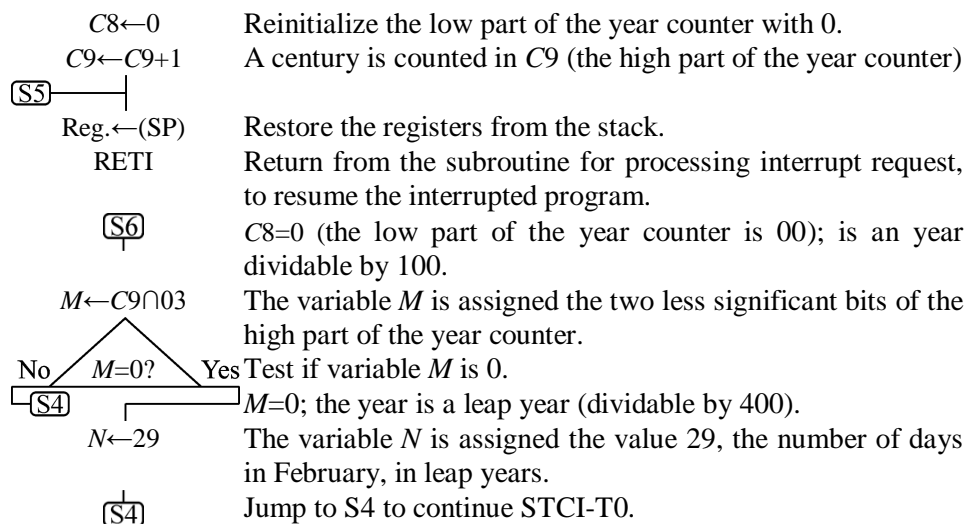 C8←0 Reinitialize the low part of the year counter with 0.
C9←C9+1 A century is counted in C9 (the high part of the year counter)
S5
Reg.←(SP) Restore the registers from the stack.
RETI Return from the subroutine for processing interrupt request,
to resume the interrupted program.
S6 C8=0 (the low part of the year counter is 00); is an year
dividable by 100.
M←C9∩03 The variable M is assigned the two less significant bits of the
high part of the year counter.
No M=0? Yes Test if variable M is 0.
S4 M=0; the year is a leap year (dividable by 400).
N←29 The variable N is assigned the value 29, the number of days
in February, in leap years.
S4 Jump to S4 to continue STCI-T0.